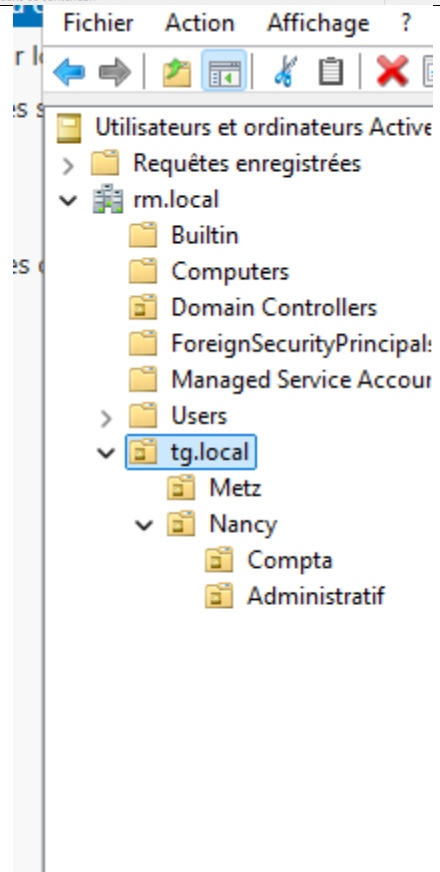 Fichier Action Affichage ?
Utilisateurs et ordinateurs Active
Requêtes enregistrées
rm.local
Builtin
Computers
Domain Controllers
ForeignSecurityPrincipals
Managed Service Accour
Users
tg.local
Metz
Nancy
Compta
Administratif